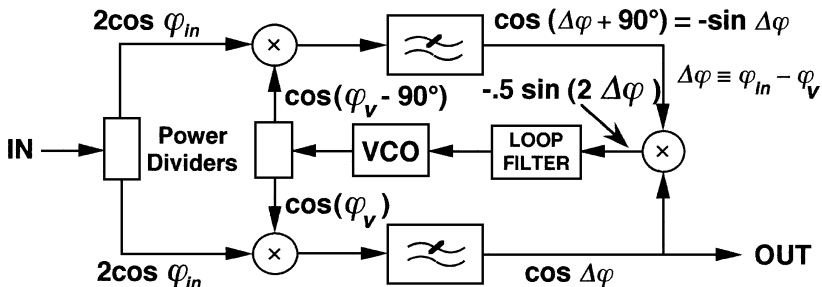 2cos φin
cos (Δφ + 90°) = -sin Δφ
×
cos(φv - 90°)
-.5 sin (2 Δφ)
Δφ ≡ φin – φv
IN
Power
Dividers
VCO
LOOP
FILTER
×
cos(φv)
×
2cos φin
cos Δφ
OUT